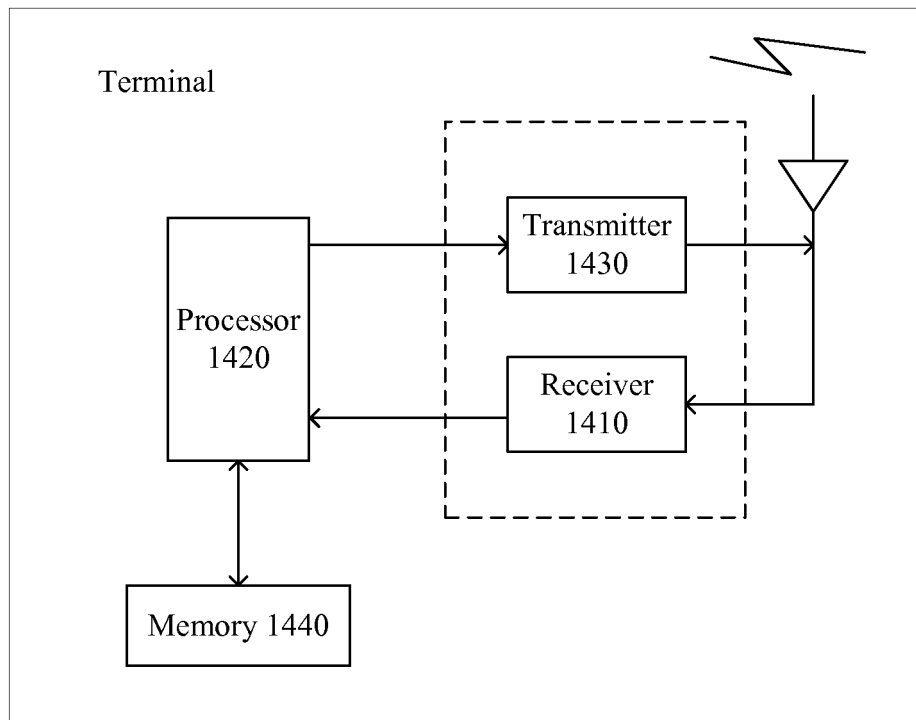 Terminal
Transmitter
1430
Processor
1420
Receiver
1410
Memory 1440